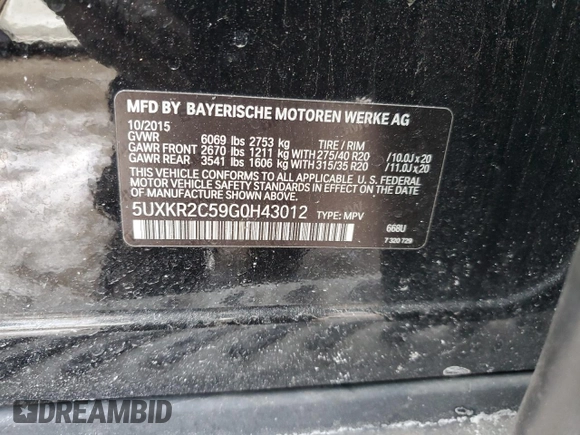 MFD BY BAYERISCHE MOTOREN WERKE AG
10/2015
GVWR 6069 lbs 2753 kg TIRE / RIM
GAWR FRONT 2670 lbs 1211 kg WITH 275/40 R20 /10.0J x 20
GAWR REAR 3541 lbs 1606 kg WITH 315/35 R20 /11.0J x 20
THIS VEHICLE CONFORMS TO ALL APPLICABLE U.S. FEDERAL
MOTOR VEHICLE SAFETY STANDARDS IN EFFECT ON THE DATE
OF MANUFACTURE SHOWN ABOVE.
5UXKR2C59G0H43012 TYPE: MPV
668U
7 320 729
DREAMBID